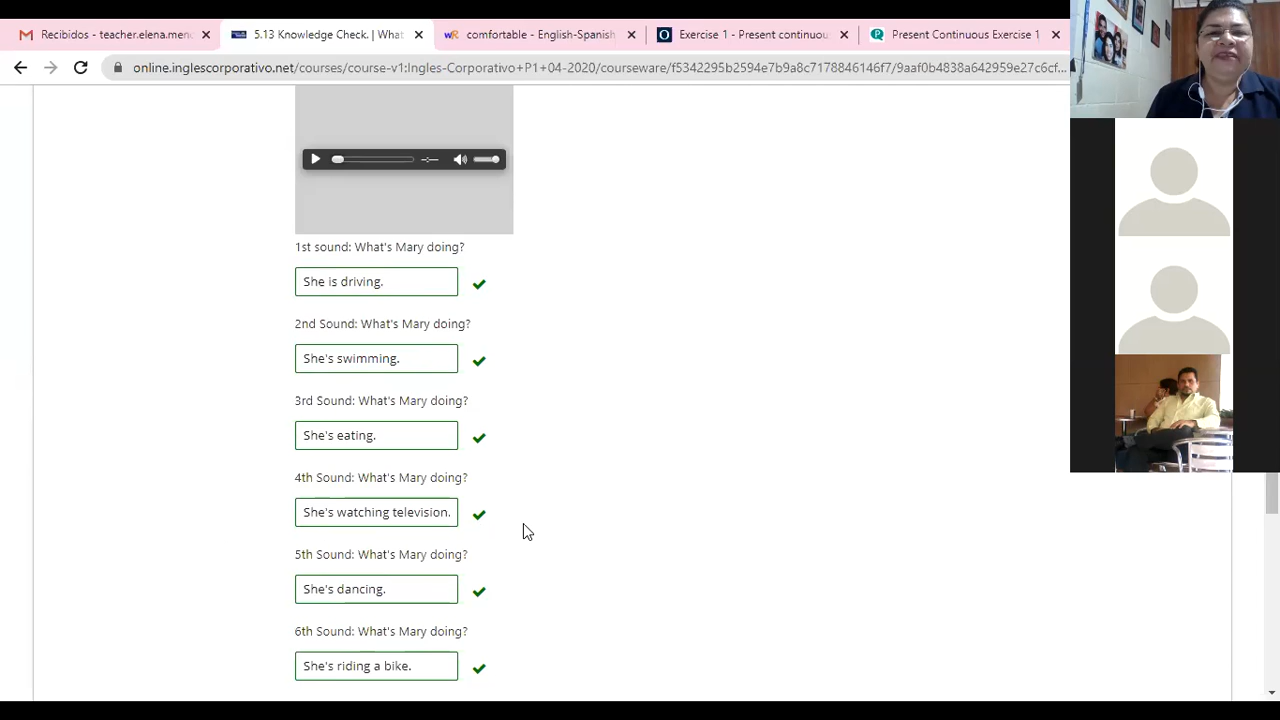 Recibidos - teacher.elena.menc
5.13 Knowledge Check. | What
comfortable - English-Spanish
Exercise 1 - Present continuou
Present Continuous Exercise 1
online.inglescorporativo.net/courses/course-v1:Ingles-Corporativo+P1+04-2020/courseware/f5342295b2594e7b9a8c7178846146f7/9aaf0b4838a642959e27c6cf...
1st sound: What's Mary doing?
She is driving.
2nd Sound: What's Mary doing?
She's swimming.
3rd Sound: What's Mary doing?
She's eating.
4th Sound: What's Mary doing?
She's watching television.
5th Sound: What's Mary doing?
She's dancing.
6th Sound: What's Mary doing?
She's riding a bike.